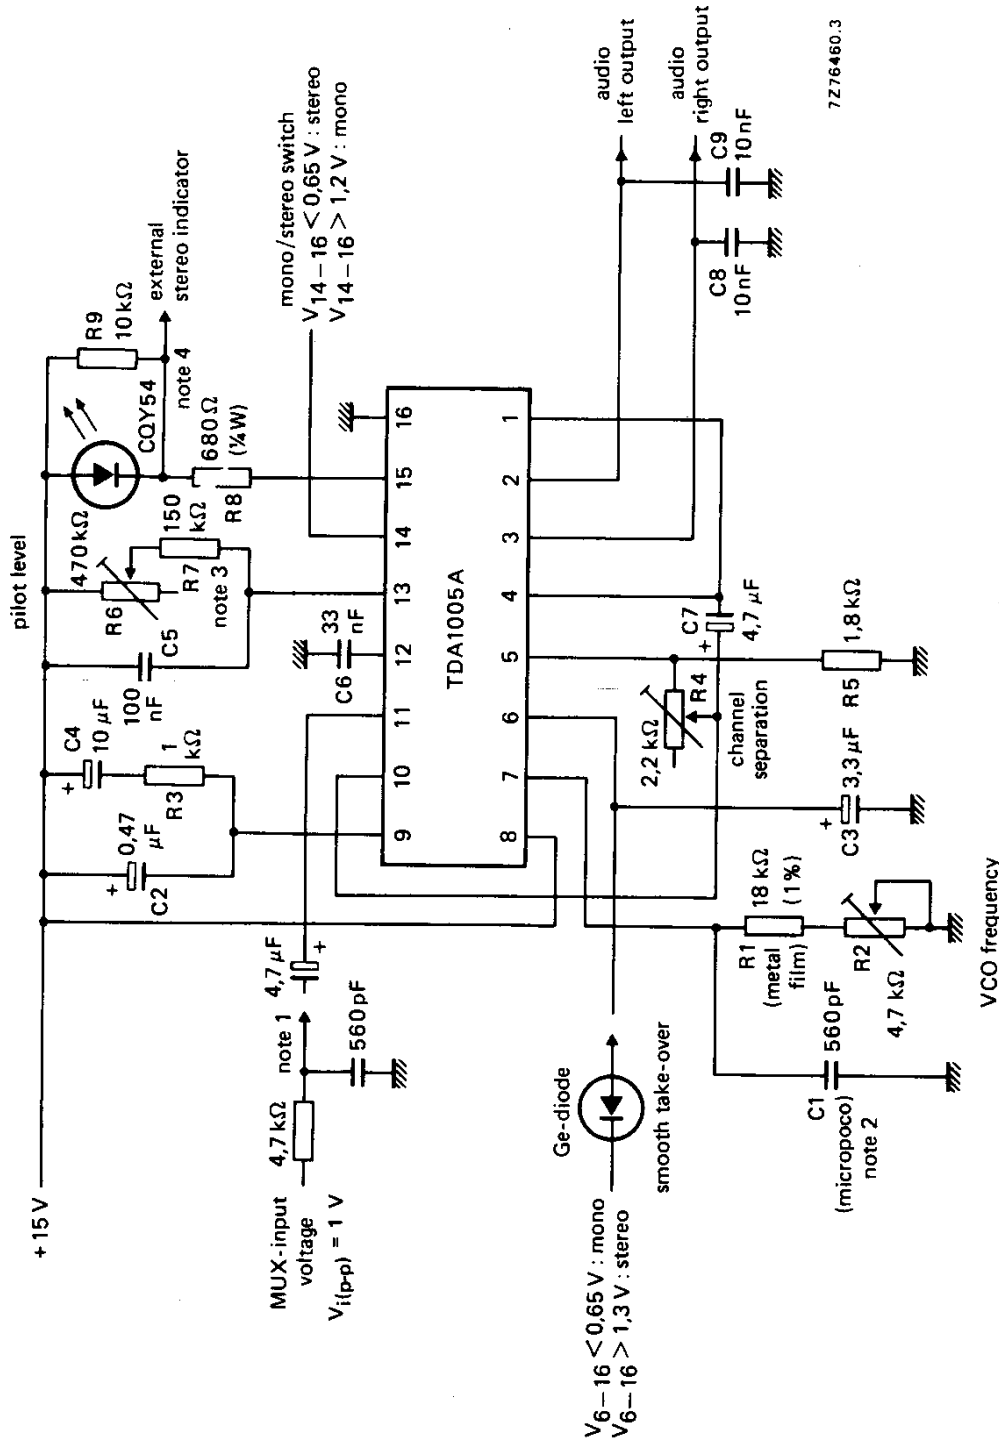 +15 V
pilot level
C2
0,47
μF
+
C4
10 μF
+
R3
1
kΩ
100
nF
C5
470 kΩ
R6
R7
150
kΩ
note 3
CQY54
R9
10 kΩ
680 Ω
(¼W)
R8
note 4
external
stereo indicator
mono/stereo switch
V14–16 < 0,65 V : stereo
V14–16 > 1,2 V : mono
MUX-input
voltage
Vi(p-p) = 1 V
4,7 kΩ
note 1
560 pF
4,7 μF
+
C6
33
nF
9
10
11
12
13
14
15
16
TDA1005A
8
7
6
5
4
3
2
1
V6–16 < 0,65 V : mono
V6–16 > 1,3 V : stereo
Ge-diode
smooth take-over
2,2 kΩ
R4
channel
separation
+
C7
4,7 μF
audio
left output
audio
right output
C8
10 nF
C9
10 nF
C1
560 pF
(micropoco)
note 2
R1
(metal
film)
18 kΩ
(1%)
R2
4,7 kΩ
VCO frequency
+
C3
3,3 μF
R5
1,8 kΩ
7Z76460.3